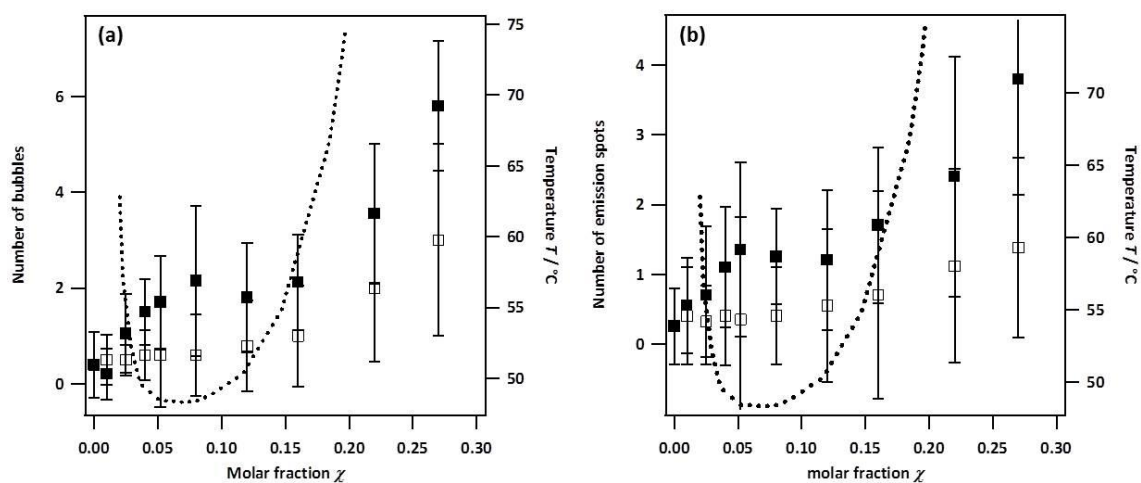 (a)
Number of bubbles
6
4
2
0
0.00 0.05 0.10 0.15 0.20 0.25 0.30
Molar fraction χ
75
70
65
60
55
50
Temperature T / °C
(b)
Number of emission spots
4
3
2
1
0
0.00 0.05 0.10 0.15 0.20 0.25 0.30
molar fraction χ
70
65
60
55
50
Temperature T / °C